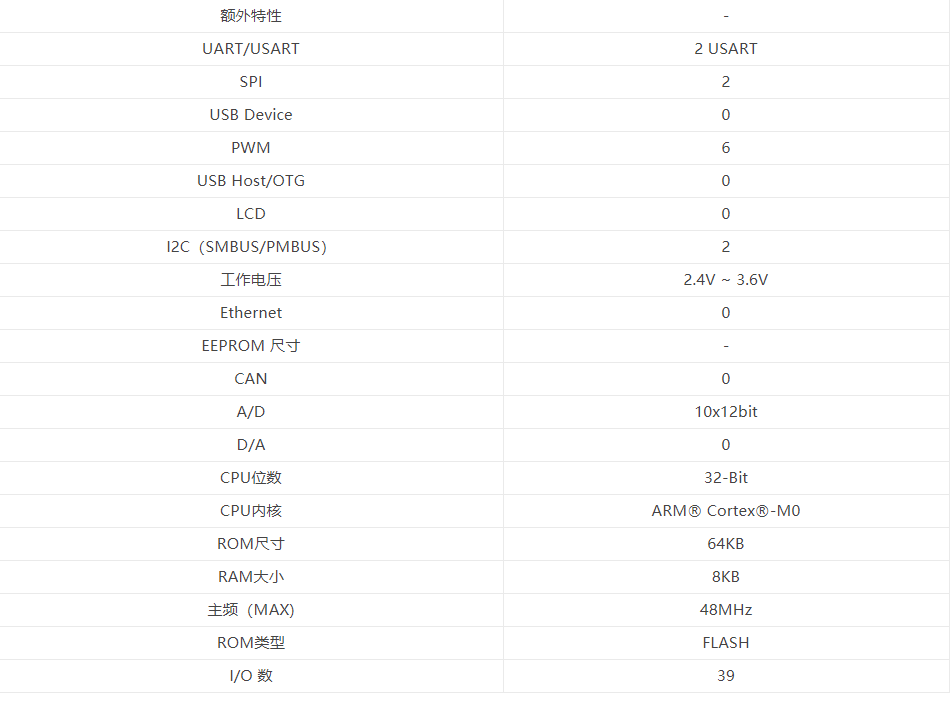 额外特性 -
UART/USART 2 USART
SPI 2
USB Device 0
PWM 6
USB Host/OTG 0
LCD 0
I2C（SMBUS/PMBUS） 2
工作电压 2.4V ~ 3.6V
Ethernet 0
EEPROM 尺寸 -
CAN 0
A/D 10x12bit
D/A 0
CPU位数 32-Bit
CPU内核 ARM® Cortex®-M0
ROM尺寸 64KB
RAM大小 8KB
主频（MAX) 48MHz
ROM类型 FLASH
I/O 数 39